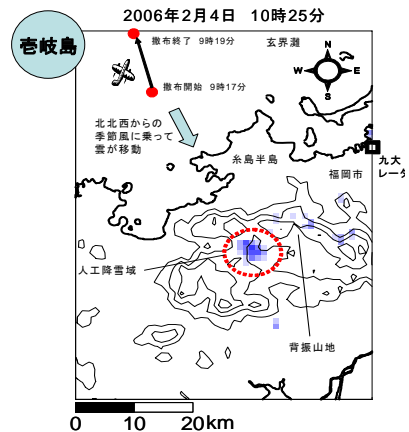 2006年2月4日 10時25分
壱岐島
撒布終了 9時19分
玄界灘
N
W E
S
撒布開始 9時17分
北北西からの
季節風に乗って
雲が移動
糸島半島
福岡市
九大
レーダ
人工降雪域
背振山地
0 10 20km